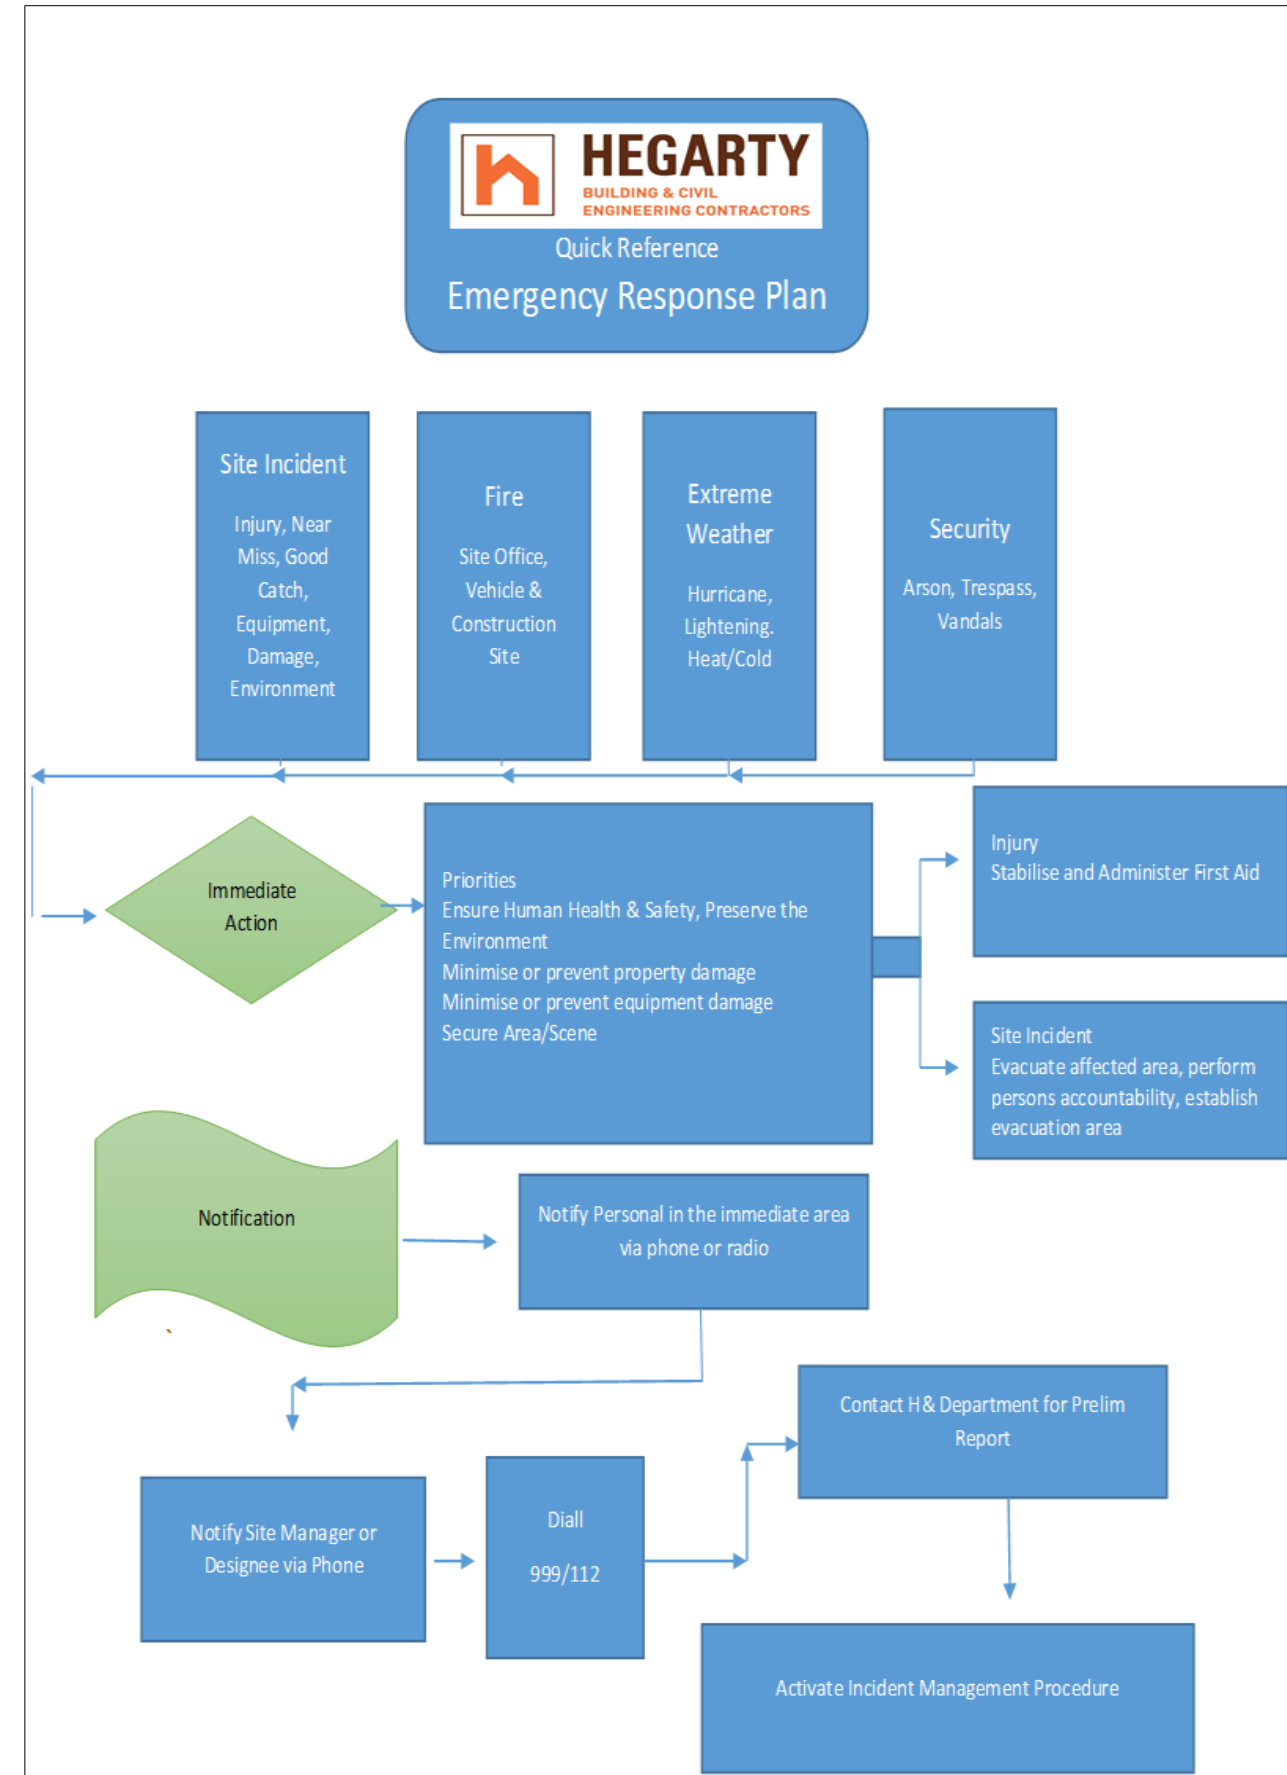 HEGARTY
BUILDING & CIVIL
ENGINEERING CONTRACTORS
Quick Reference
Emergency Response Plan
Site Incident
Injury, Near
Miss, Good
Catch,
Equipment,
Damage,
Environment
Fire
Site Office,
Vehicle &
Construction
Site
Extreme
Weather
Hurricane,
Lightening.
Heat/Cold
Security
Arson, Trespass,
Vandals
Immediate
Action
Priorities
Ensure Human Health & Safety, Preserve the
Environment
Minimise or prevent property damage
Minimise or prevent equipment damage
Secure Area/Scene
Injury
Stabilise and Administer First Aid
Site Incident
Evacuate affected area, perform
persons accountability, establish
evacuation area
Notification
Notify Personal in the immediate area
via phone or radio
Notify Site Manager or
Designee via Phone
Diall
999/112
Contact H& Department for Prelim
Report
Activate Incident Management Procedure